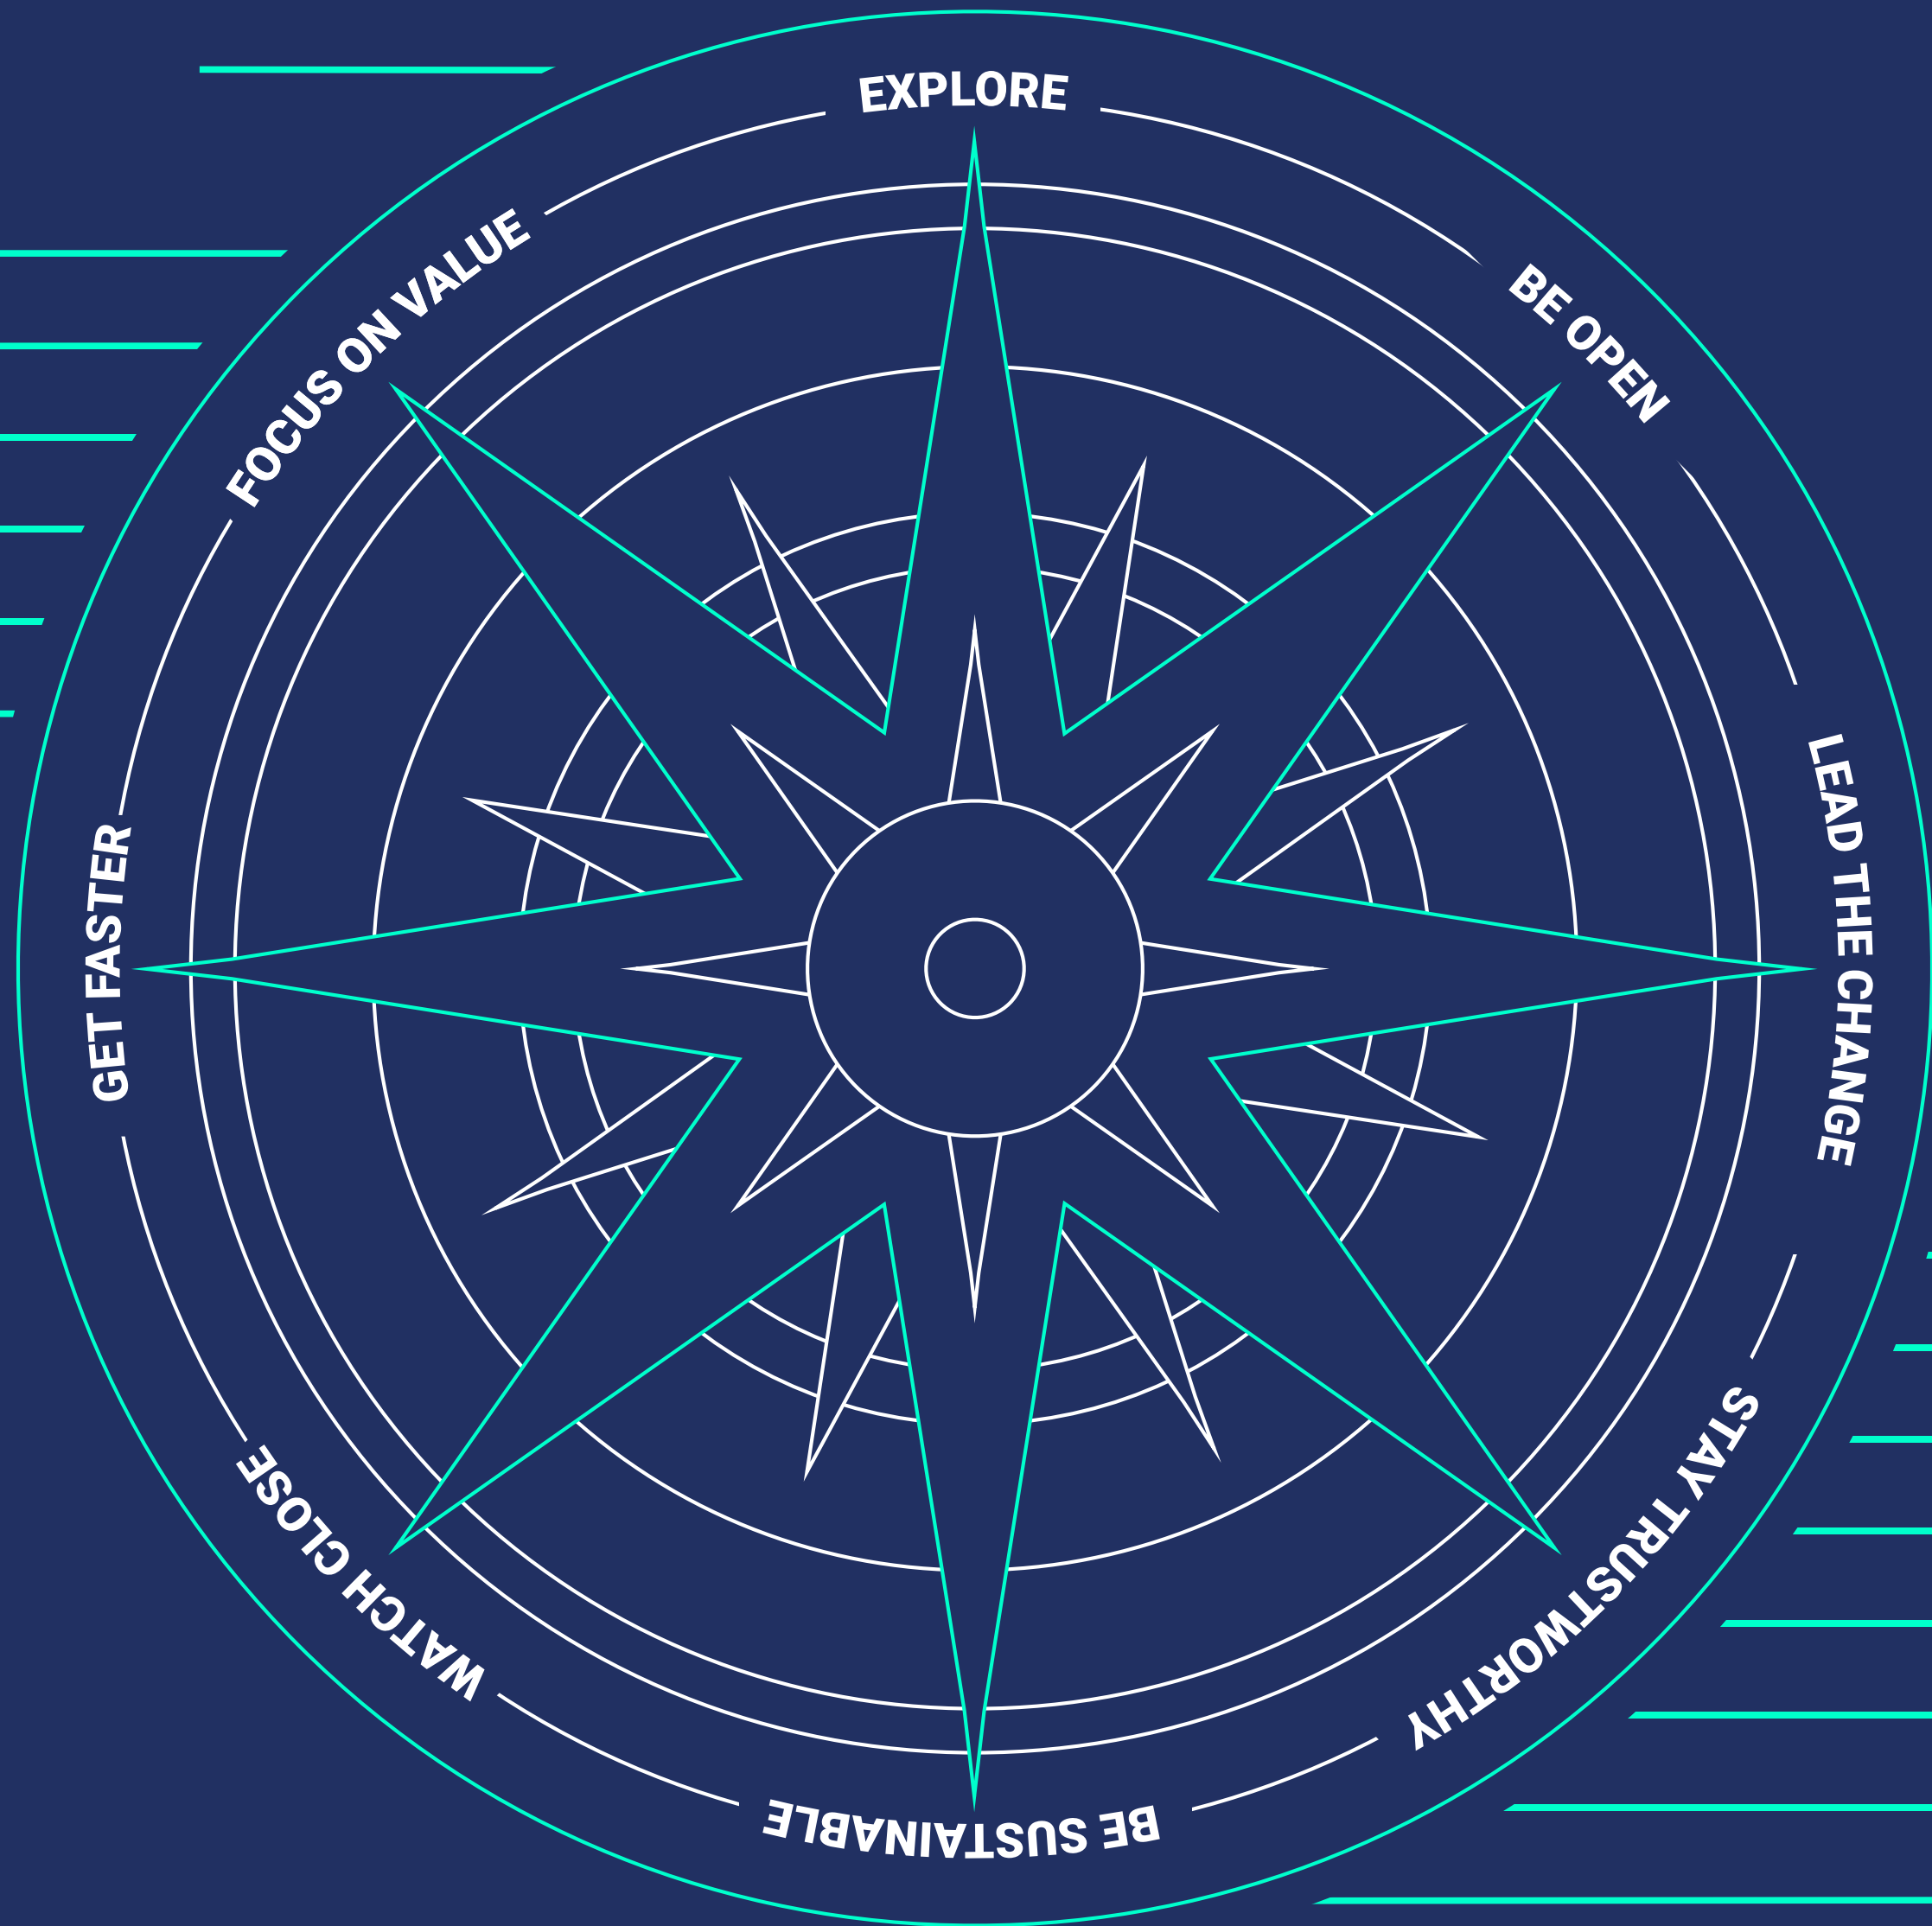 EXPLORE
BE OPEN
LEAD THE CHANGE
STAY TRUSTWORTHY
BE SUSTAINABLE
WATCH CLOSE
GET FASTER
FOCUS ON VALUE